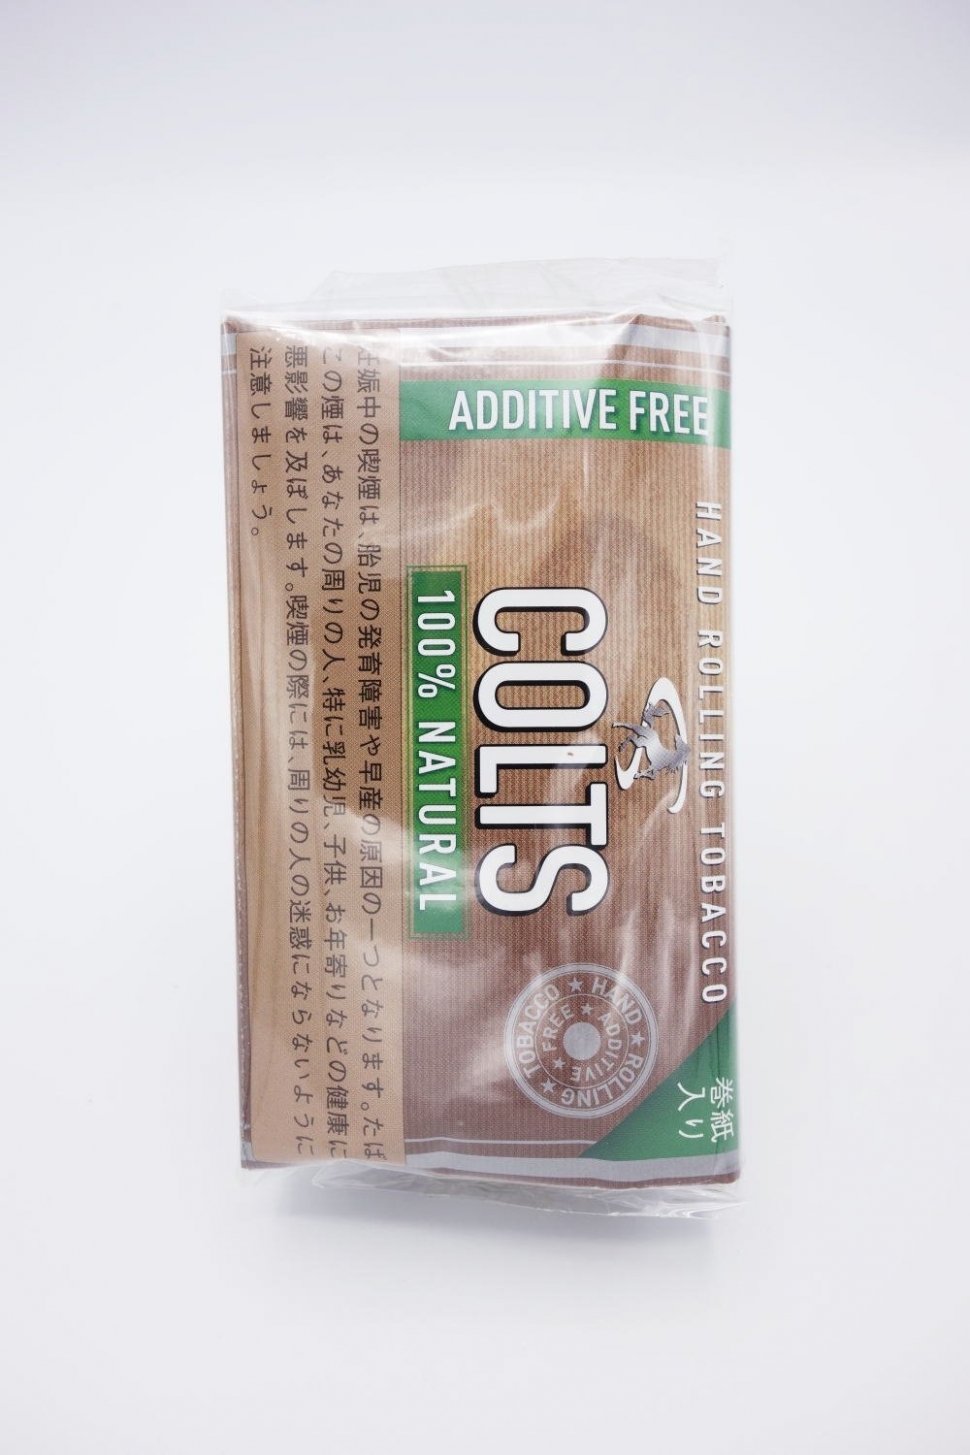 ADDITIVE FREE
HAND ROLLING TOBACCO
COLTS
100% NATURAL
★ HAND ★ ROLLING ★ TOBACCO
★ ADDITIVE ★ FREE
巻紙
入り
妊娠中の喫煙は、胎児の発育障害や早産の原因の一つとなります。たば
この煙は、あなたの周りの人、特に乳幼児、子供、お年寄りなどの健康に
悪影響を及ぼします。喫煙の際には、周りの人の迷惑にならないように
注意しましょう。